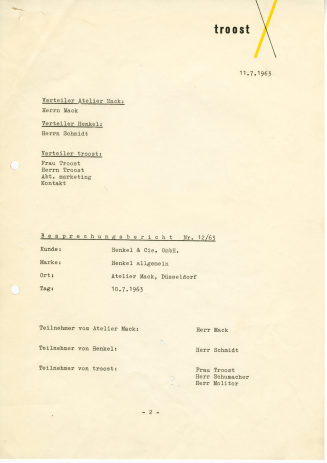 troost
11.7.1963
Verteiler Atelier Mack:
Herrn Mack
Verteiler Henkel:
Herrn Schmidt
Verteiler troost:
Frau Troost
Herrn Troost
Abt. marketing
Kontakt
Besprechungsbericht Nr. 12/63
Kunde: Henkel & Cie. GmbH.
Marke: Henkel allgemein
Ort: Atelier Mack, Düsseldorf
Tag: 10.7.1963
Teilnehmer vom Atelier Mack: Herr Mack
Teilnehmer von Henkel: Herr Schmidt
Teilnehmer von troost: Frau Troost
Herr Schumacher
Herr Molitor
- 2 -